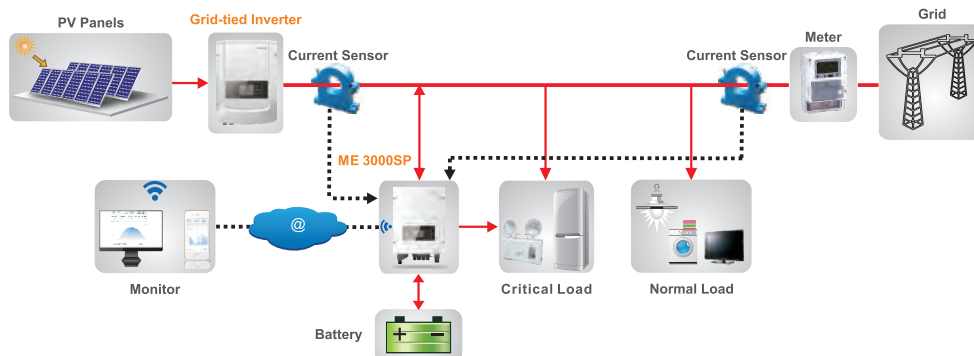 Grid-tied Inverter
Grid
PV Panels
Meter
Current Sensor
Current Sensor
ME 3000SP
@
Monitor
Critical Load
Normal Load
Battery
+ −